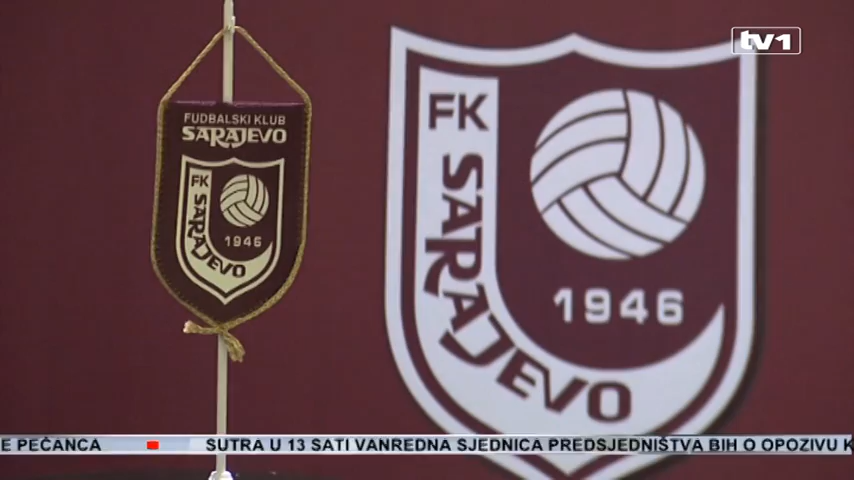 tv1
FUDBALSKI KLUB
SARAJEVO
FK
SARAJEVO
1946
FK
SARAJEVO
1946
E PEČANCA
SUTRA U 13 SATI VANREDNA SJEDNICA PREDSJEDNIŠTVA BIH O OPOZIVU K